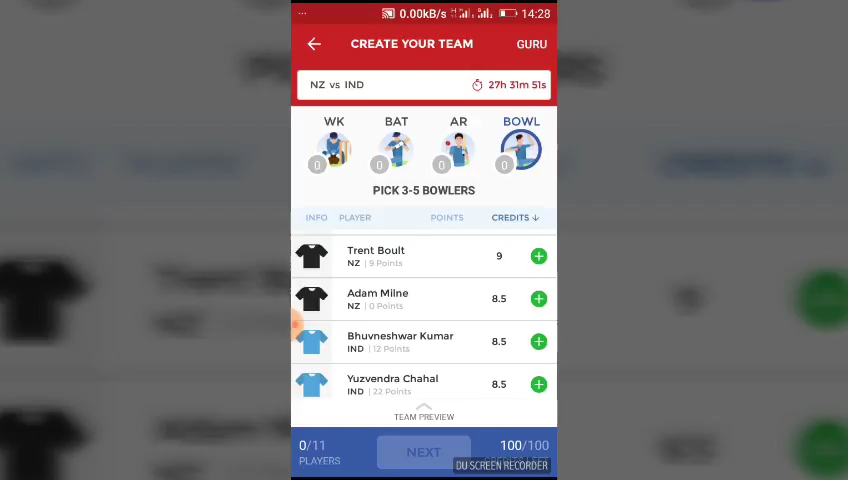 ... 0.00kB/s 14:28
CREATE YOUR TEAM GURU
NZ vs IND 27h 31m 51s
WK BAT AR BOWL
0 0 0 0
PICK 3-5 BOWLERS
INFO PLAYER POINTS CREDITS ↓
Trent Boult
NZ | 9 Points 9
Adam Milne
NZ | 0 Points 8.5
Bhuvneshwar Kumar
IND | 12 Points 8.5
Yuzvendra Chahal
IND | 22 Points 8.5
TEAM PREVIEW
0/11 NEXT 100/100
PLAYERS
DU SCREEN RECORDER